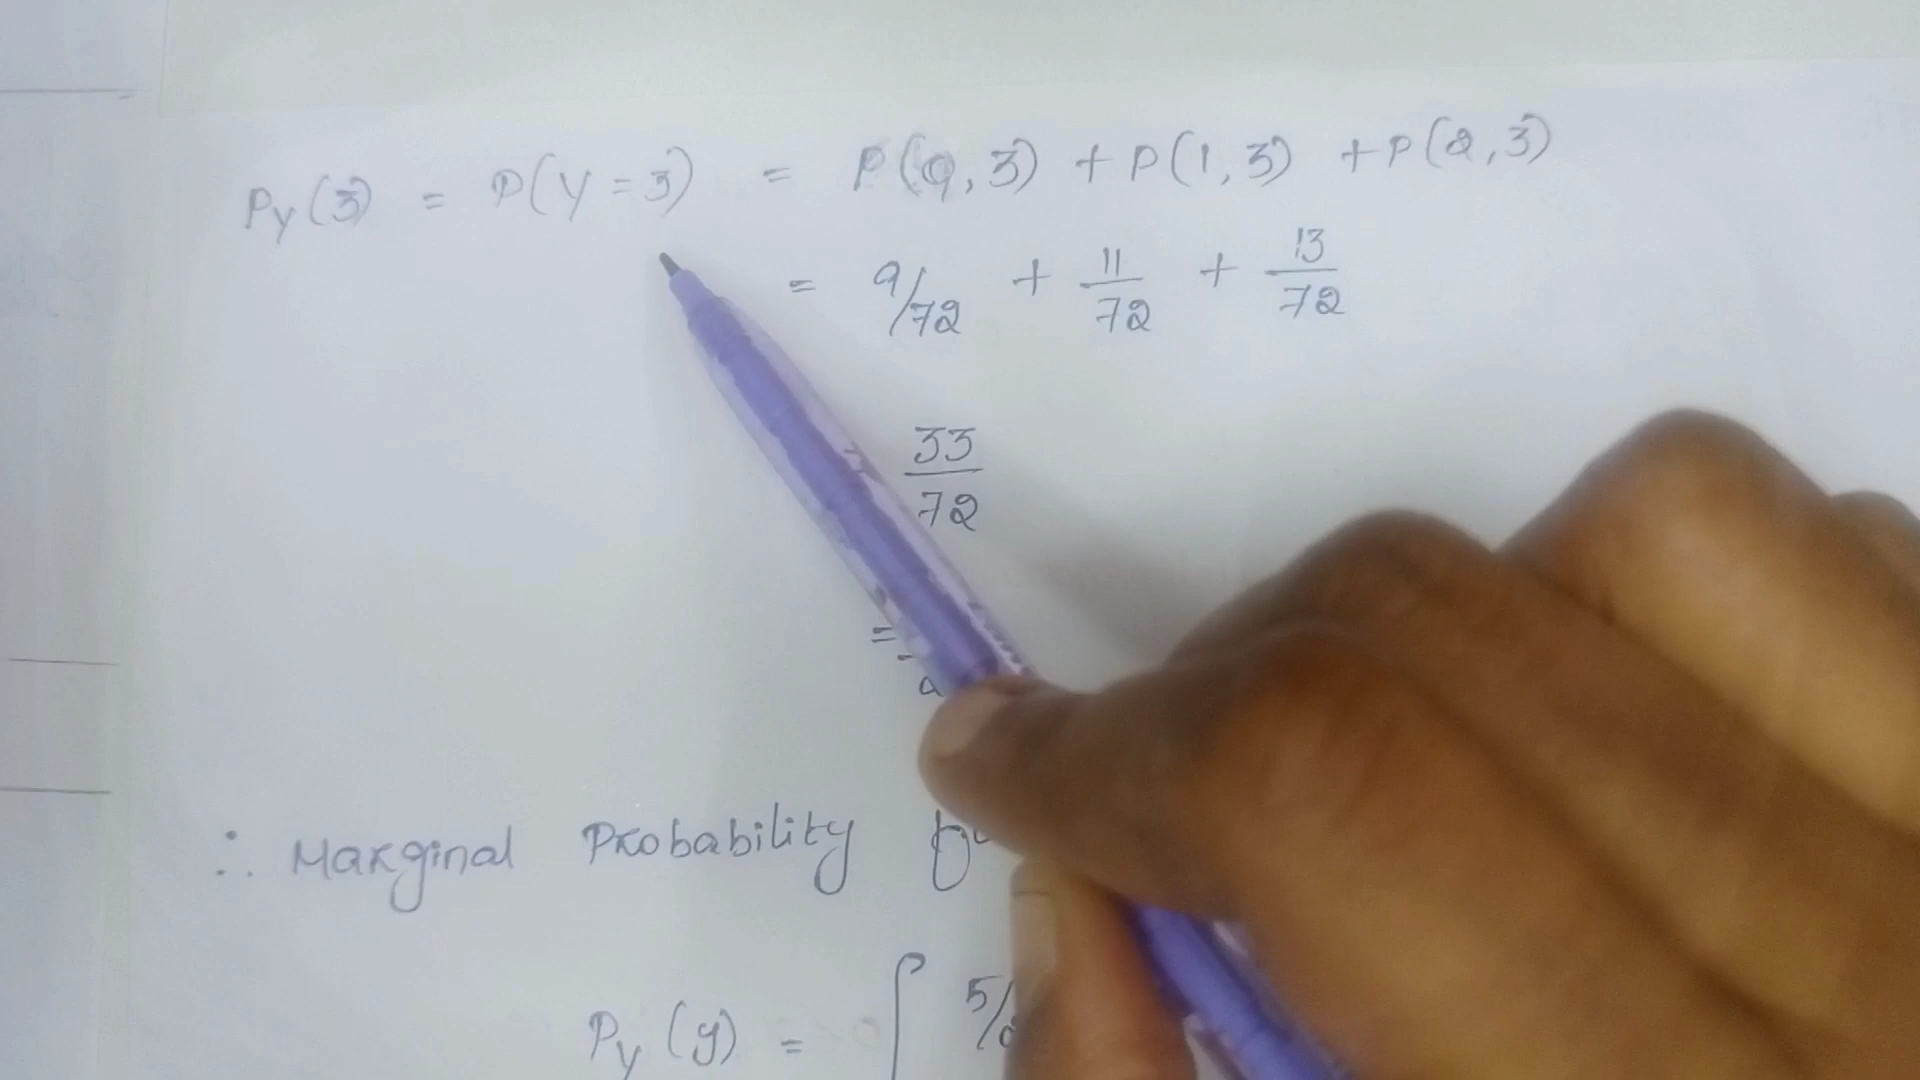 PY(3) = P(Y=3) = P(0,3) + P(1,3) + P(2,3)
= 9/72 + 11/72 + 13/72
33/72
=
∴ Marginal Probability
PY(y) = { 5/